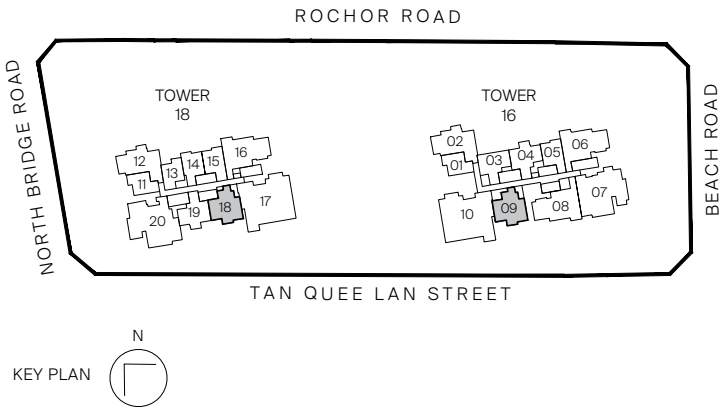 ROCHOR ROAD
NORTH BRIDGE ROAD
BEACH ROAD
TOWER
18
12
11
13
14
15
16
20
19
18
17
TOWER
16
02
01
03
04
05
06
10
09
08
07
TAN QUEE LAN STREET
N
KEY PLAN